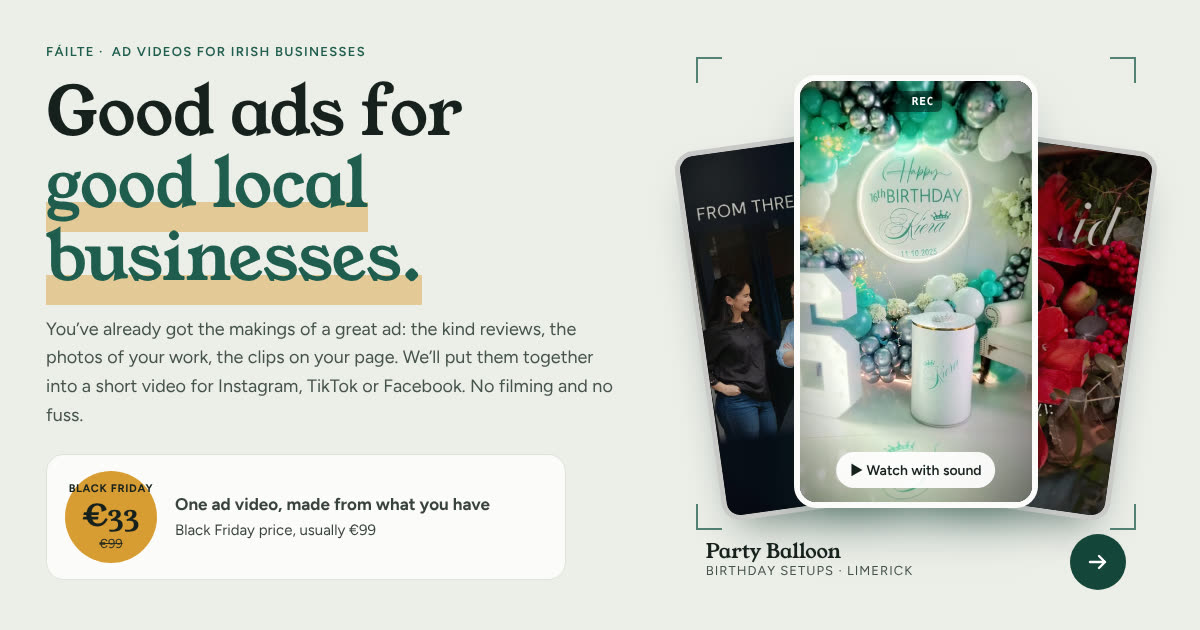 FÁILTE · AD VIDEOS FOR IRISH BUSINESSES
Good ads for
good local
businesses.
You’ve already got the makings of a great ad: the kind reviews, the
photos of your work, the clips on your page. We’ll put them together
into a short video for Instagram, TikTok or Facebook. No filming and no
fuss.
BLACK FRIDAY
€33
€99
One ad video, made from what you have
Black Friday price, usually €99
FROM THRE
REC
Happy
16th BIRTHDAY
Kiera
11.10.2025
Kiera
▶ Watch with sound
id
Party Balloon
BIRTHDAY SETUPS · LIMERICK